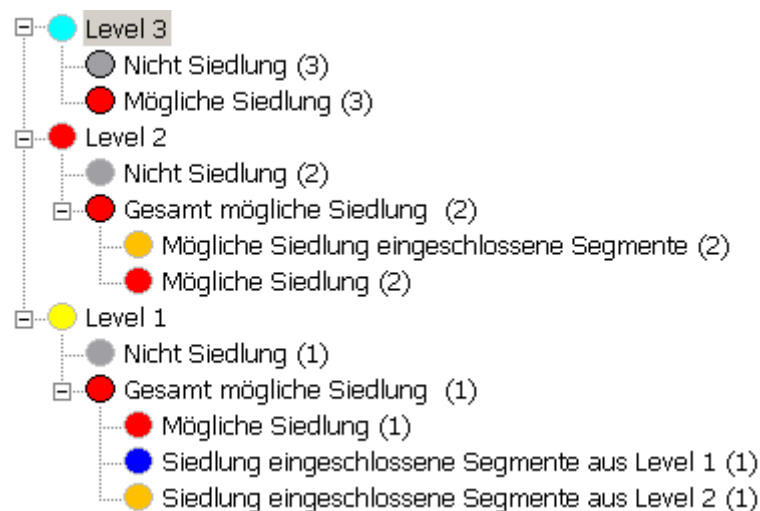 Level 3
Nicht Siedlung (3)
Mögliche Siedlung (3)
Level 2
Nicht Siedlung (2)
Gesamt mögliche Siedlung (2)
Mögliche Siedlung eingeschlossene Segmente (2)
Mögliche Siedlung (2)
Level 1
Nicht Siedlung (1)
Gesamt mögliche Siedlung (1)
Mögliche Siedlung (1)
Siedlung eingeschlossene Segmente aus Level 1 (1)
Siedlung eingeschlossene Segmente aus Level 2 (1)